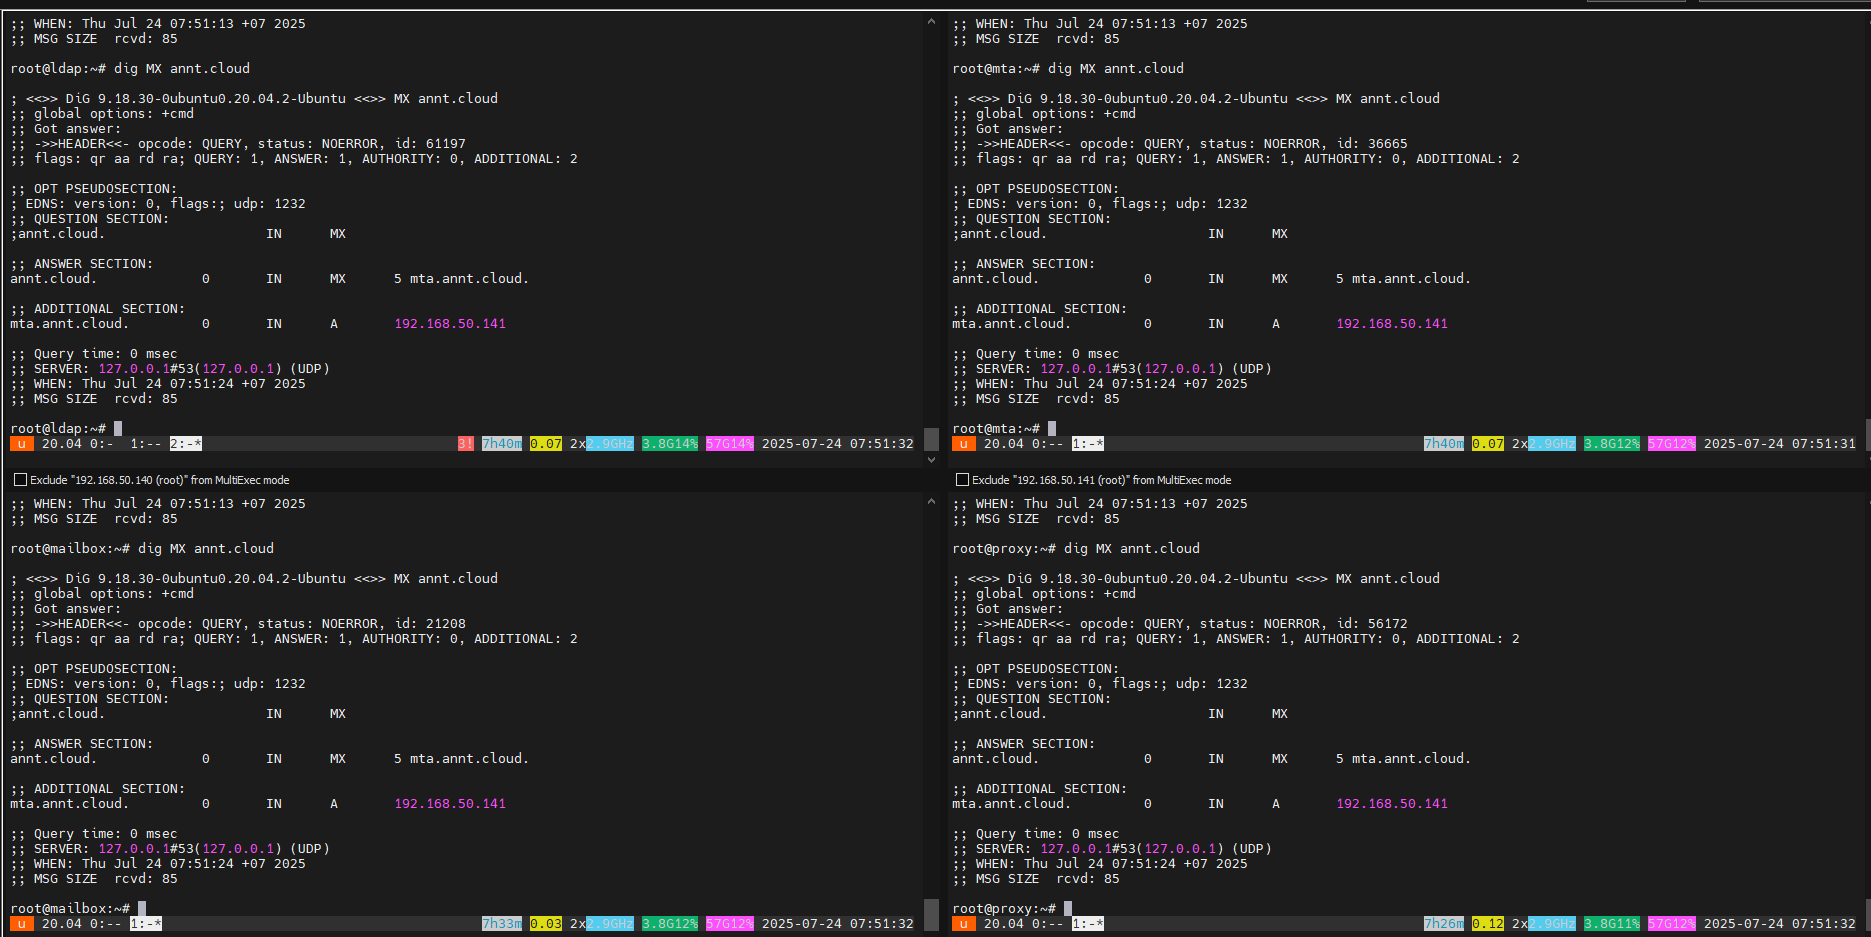 ;; WHEN: Thu Jul 24 07:51:13 +07 2025
;; MSG SIZE  rcvd: 85

root@ldap:~# dig MX annt.cloud

; <<>> DiG 9.18.30-0ubuntu0.20.04.2-Ubuntu <<>> MX annt.cloud
;; global options: +cmd
;; Got answer:
;; ->>HEADER<<- opcode: QUERY, status: NOERROR, id: 61197
;; flags: qr aa rd ra; QUERY: 1, ANSWER: 1, AUTHORITY: 0, ADDITIONAL: 2

;; OPT PSEUDOSECTION:
; EDNS: version: 0, flags:; udp: 1232
;; QUESTION SECTION:
;annt.cloud.                    IN      MX

;; ANSWER SECTION:
annt.cloud.             0       IN      MX      5 mta.annt.cloud.

;; ADDITIONAL SECTION:
mta.annt.cloud.         0       IN      A       192.168.50.141

;; Query time: 0 msec
;; SERVER: 127.0.0.1#53(127.0.0.1) (UDP)
;; WHEN: Thu Jul 24 07:51:24 +07 2025
;; MSG SIZE  rcvd: 85

root@ldap:~#
u  20.04 0:-  1:-- 2:-*  3! 7h40m 0.07 2x2.9GHz 3.8G14% 57G14% 2025-07-24 07:51:32
Exclude "192.168.50.140 (root)" from MultiExec mode

;; WHEN: Thu Jul 24 07:51:13 +07 2025
;; MSG SIZE  rcvd: 85

root@mta:~# dig MX annt.cloud

; <<>> DiG 9.18.30-0ubuntu0.20.04.2-Ubuntu <<>> MX annt.cloud
;; global options: +cmd
;; Got answer:
;; ->>HEADER<<- opcode: QUERY, status: NOERROR, id: 36665
;; flags: qr aa rd ra; QUERY: 1, ANSWER: 1, AUTHORITY: 0, ADDITIONAL: 2

;; OPT PSEUDOSECTION:
; EDNS: version: 0, flags:; udp: 1232
;; QUESTION SECTION:
;annt.cloud.                    IN      MX

;; ANSWER SECTION:
annt.cloud.             0       IN      MX      5 mta.annt.cloud.

;; ADDITIONAL SECTION:
mta.annt.cloud.         0       IN      A       192.168.50.141

;; Query time: 0 msec
;; SERVER: 127.0.0.1#53(127.0.0.1) (UDP)
;; WHEN: Thu Jul 24 07:51:24 +07 2025
;; MSG SIZE  rcvd: 85

root@mta:~#
u  20.04 0:-- 1:-*  7h40m 0.07 2x2.9GHz 3.8G12% 57G12% 2025-07-24 07:51:31
Exclude "192.168.50.141 (root)" from MultiExec mode

;; WHEN: Thu Jul 24 07:51:13 +07 2025
;; MSG SIZE  rcvd: 85

root@mailbox:~# dig MX annt.cloud

; <<>> DiG 9.18.30-0ubuntu0.20.04.2-Ubuntu <<>> MX annt.cloud
;; global options: +cmd
;; Got answer:
;; ->>HEADER<<- opcode: QUERY, status: NOERROR, id: 21208
;; flags: qr aa rd ra; QUERY: 1, ANSWER: 1, AUTHORITY: 0, ADDITIONAL: 2

;; OPT PSEUDOSECTION:
; EDNS: version: 0, flags:; udp: 1232
;; QUESTION SECTION:
;annt.cloud.                    IN      MX

;; ANSWER SECTION:
annt.cloud.             0       IN      MX      5 mta.annt.cloud.

;; ADDITIONAL SECTION:
mta.annt.cloud.         0       IN      A       192.168.50.141

;; Query time: 0 msec
;; SERVER: 127.0.0.1#53(127.0.0.1) (UDP)
;; WHEN: Thu Jul 24 07:51:24 +07 2025
;; MSG SIZE  rcvd: 85

root@mailbox:~#
u  20.04 0:-- 1:-*  7h33m 0.03 2x2.9GHz 3.8G12% 57G12% 2025-07-24 07:51:32

;; WHEN: Thu Jul 24 07:51:13 +07 2025
;; MSG SIZE  rcvd: 85

root@proxy:~# dig MX annt.cloud

; <<>> DiG 9.18.30-0ubuntu0.20.04.2-Ubuntu <<>> MX annt.cloud
;; global options: +cmd
;; Got answer:
;; ->>HEADER<<- opcode: QUERY, status: NOERROR, id: 56172
;; flags: qr aa rd ra; QUERY: 1, ANSWER: 1, AUTHORITY: 0, ADDITIONAL: 2

;; OPT PSEUDOSECTION:
; EDNS: version: 0, flags:; udp: 1232
;; QUESTION SECTION:
;annt.cloud.                    IN      MX

;; ANSWER SECTION:
annt.cloud.             0       IN      MX      5 mta.annt.cloud.

;; ADDITIONAL SECTION:
mta.annt.cloud.         0       IN      A       192.168.50.141

;; Query time: 0 msec
;; SERVER: 127.0.0.1#53(127.0.0.1) (UDP)
;; WHEN: Thu Jul 24 07:51:24 +07 2025
;; MSG SIZE  rcvd: 85

root@proxy:~#
u  20.04 0:-- 1:-*  7h26m 0.12 2x2.9GHz 3.8G11% 57G12% 2025-07-24 07:51:32